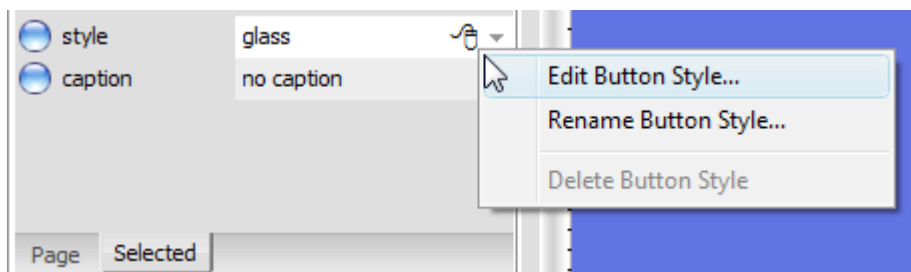 style glass
caption no caption
Edit Button Style...
Rename Button Style...
Delete Button Style
Page Selected